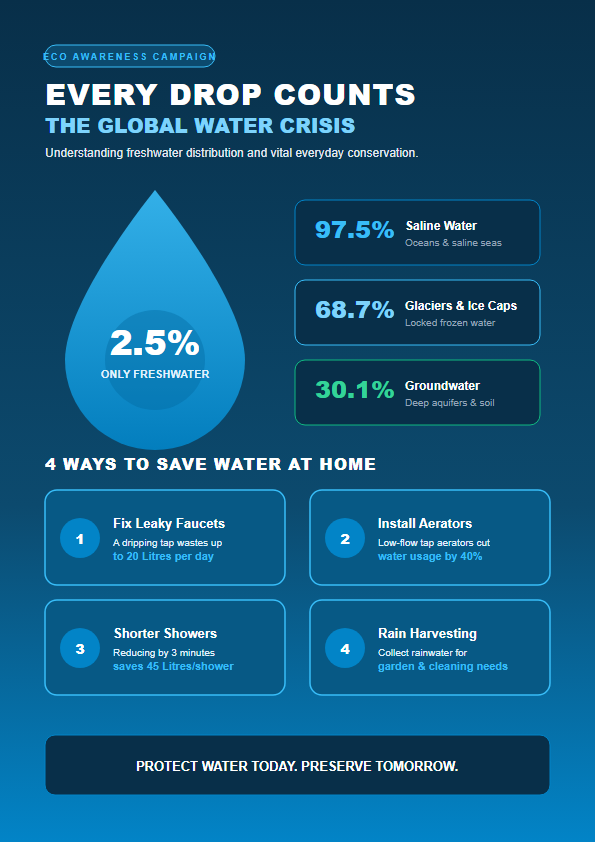 ECO AWARENESS CAMPAIGN
EVERY DROP COUNTS
THE GLOBAL WATER CRISIS
Understanding freshwater distribution and vital everyday conservation.
2.5%
ONLY FRESHWATER
97.5%
Saline Water
Oceans & saline seas
68.7%
Glaciers & Ice Caps
Locked frozen water
30.1%
Groundwater
Deep aquifers & soil
4 WAYS TO SAVE WATER AT HOME
1
Fix Leaky Faucets
A dripping tap wastes up
to 20 Litres per day
2
Install Aerators
Low-flow tap aerators cut
water usage by 40%
3
Shorter Showers
Reducing by 3 minutes
saves 45 Litres/shower
4
Rain Harvesting
Collect rainwater for
garden & cleaning needs
PROTECT WATER TODAY. PRESERVE TOMORROW.